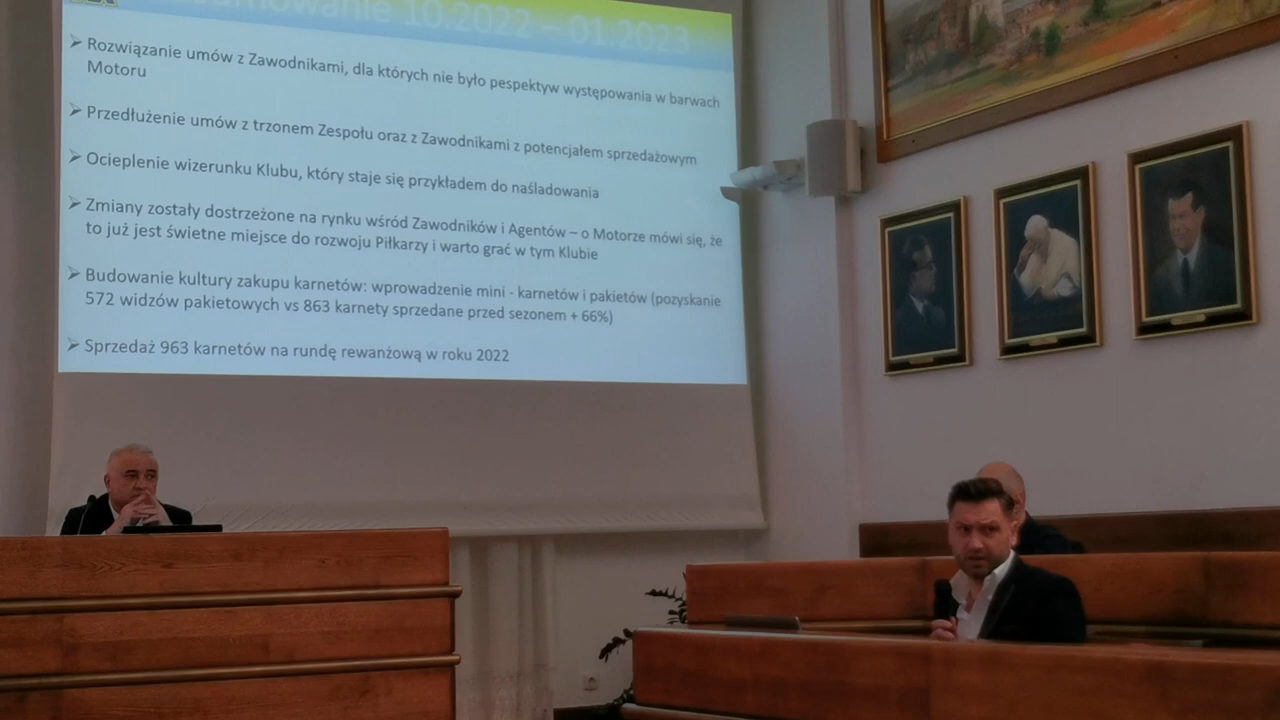 10.2022 – 01.2023
➢ Rozwiązanie umów z Zawodnikami, dla których nie było pespektyw występowania w barwach
Motoru
➢ Przedłużenie umów z trzonem Zespołu oraz z Zawodnikami z potencjałem sprzedażowym
➢ Ocieplenie wizerunku Klubu, który staje się przykładem do naśladowania
➢ Zmiany zostały dostrzeżone na rynku wśród Zawodników i Agentów – o Motorze mówi się, że
to już jest świetne miejsce do rozwoju Piłkarzy i warto grać w tym Klubie
➢ Budowanie kultury zakupu karnetów: wprowadzenie mini - karnetów i pakietów (pozyskanie
572 widzów pakietowych vs 863 karnety sprzedane przed sezonem + 66%)
➢ Sprzedaż 963 karnetów na rundę rewanżową w roku 2022